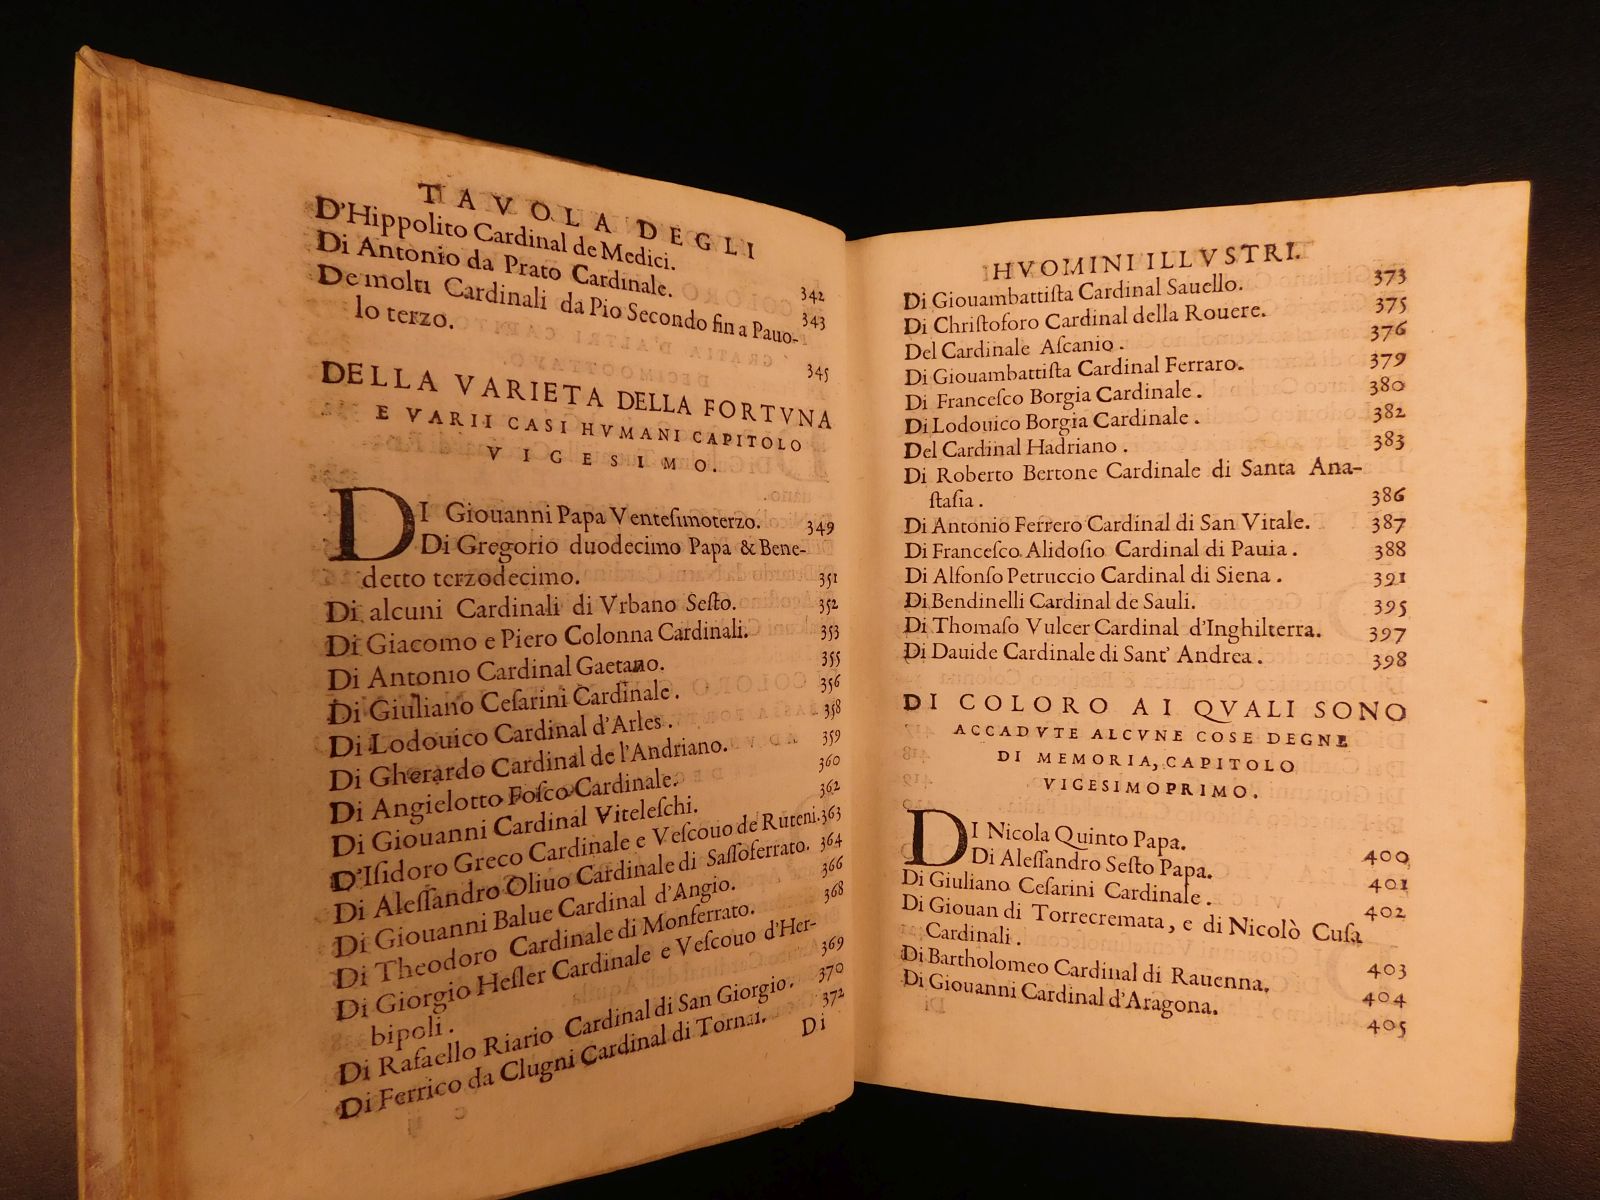 TAVOLA DEGLI
D'Hippolito Cardinal de Medici. 342
Di Antonio da Prato Cardinale. 343
De molti Cardinali da Pio Secondo fin a Pauo-
lo terzo. 345
DELLA VARIETA DELLA FORTVNA
E VARII CASI HVMANI CAPITOLO
VIGESIMO.
DI Giouanni Papa Ventesimoterzo. 349
Di Gregorio duodecimo Papa & Bene-
detto terzodecimo. 351
Di alcuni Cardinali di Vrbano Sesto. 352
Di Giacomo e Piero Colonna Cardinali. 353
Di Antonio Cardinal Gaetano. 355
Di Giuliano Cesarini Cardinale. 356
Di Lodouico Cardinal d'Arles. 358
Di Gherardo Cardinal de l'Andriano. 359
Di Angielotto Fosco Cardinale. 360
Di Giouanni Cardinal Viteleschi. 362
D'Isidoro Greco Cardinale e Vescouo de Ruteni. 363
Di Alessandro Oliuo Cardinale di Sassoferrato. 364
Di Giouanni Balue Cardinal d'Angio. 366
Di Theodoro Cardinale di Monferrato. 368
Di Giorgio Hesler Cardinale e Vescouo d'Her-
bipoli. 369
Di Rafaello Riario Cardinal di San Giorgio. 370
Di Ferrico da Clugni Cardinal di Tornai. 372
c ij Di
HVOMINI ILLVSTRI.
Di Giouambattista Cardinal Sauello. 373
Di Christoforo Cardinal della Rouere. 375
Del Cardinale Ascanio. 376
Di Giouambattista Cardinal Ferraro. 379
Di Francesco Borgia Cardinale. 380
Di Lodouico Borgia Cardinale. 382
Del Cardinal Hadriano. 383
Di Roberto Bertone Cardinale di Santa Ana-
stasia. 386
Di Antonio Ferrero Cardinal di San Vitale. 387
Di Francesco Alidosio Cardinal di Pauia. 388
Di Alfonso Petruccio Cardinal di Siena. 391
Di Bendinelli Cardinal de Sauli. 395
Di Thomaso Vulcer Cardinal d'Inghilterra. 397
Di Dauide Cardinale di Sant' Andrea. 398
DI COLORO AI QVALI SONO
ACCADVTE ALCVNE COSE DEGNE
DI MEMORIA, CAPITOLO
VIGESIMOPRIMO.
DI Nicola Quinto Papa. 400
Di Alessandro Sesto Papa. 401
Di Giuliano Cesarini Cardinale. 402
Di Giouan di Torrecremata, e di Nicolò Cusa
Cardinali. 403
Di Bartholomeo Cardinal di Rauenna. 404
Di Giouanni Cardinal d'Aragona. 405